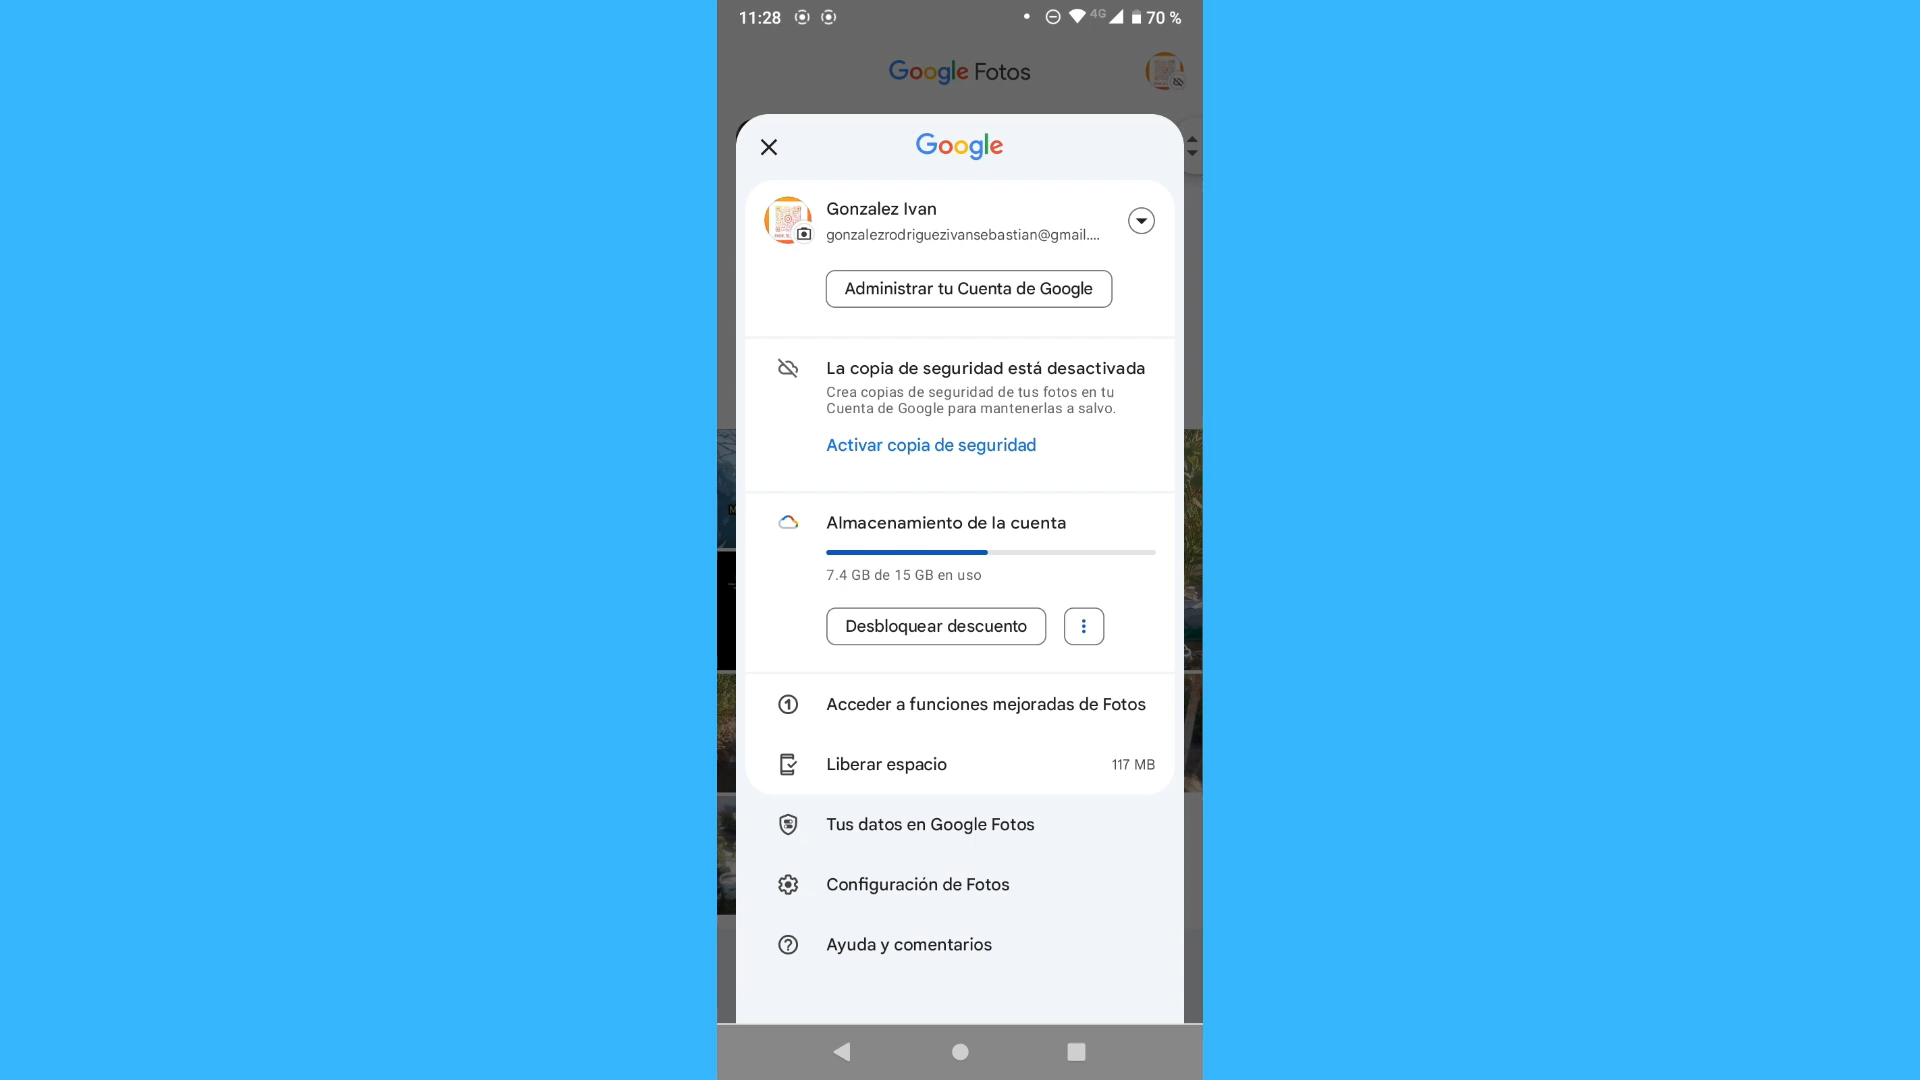 11:28
4G
70 %
Google Fotos
Google
Gonzalez Ivan
gonzalezrodriguezivansebastian@gmail....
Administrar tu Cuenta de Google
La copia de seguridad está desactivada
Crea copias de seguridad de tus fotos en tu
Cuenta de Google para mantenerlas a salvo.
Activar copia de seguridad
Almacenamiento de la cuenta
7.4 GB de 15 GB en uso
Desbloquear descuento
Acceder a funciones mejoradas de Fotos
Liberar espacio
117 MB
Tus datos en Google Fotos
Configuración de Fotos
Ayuda y comentarios